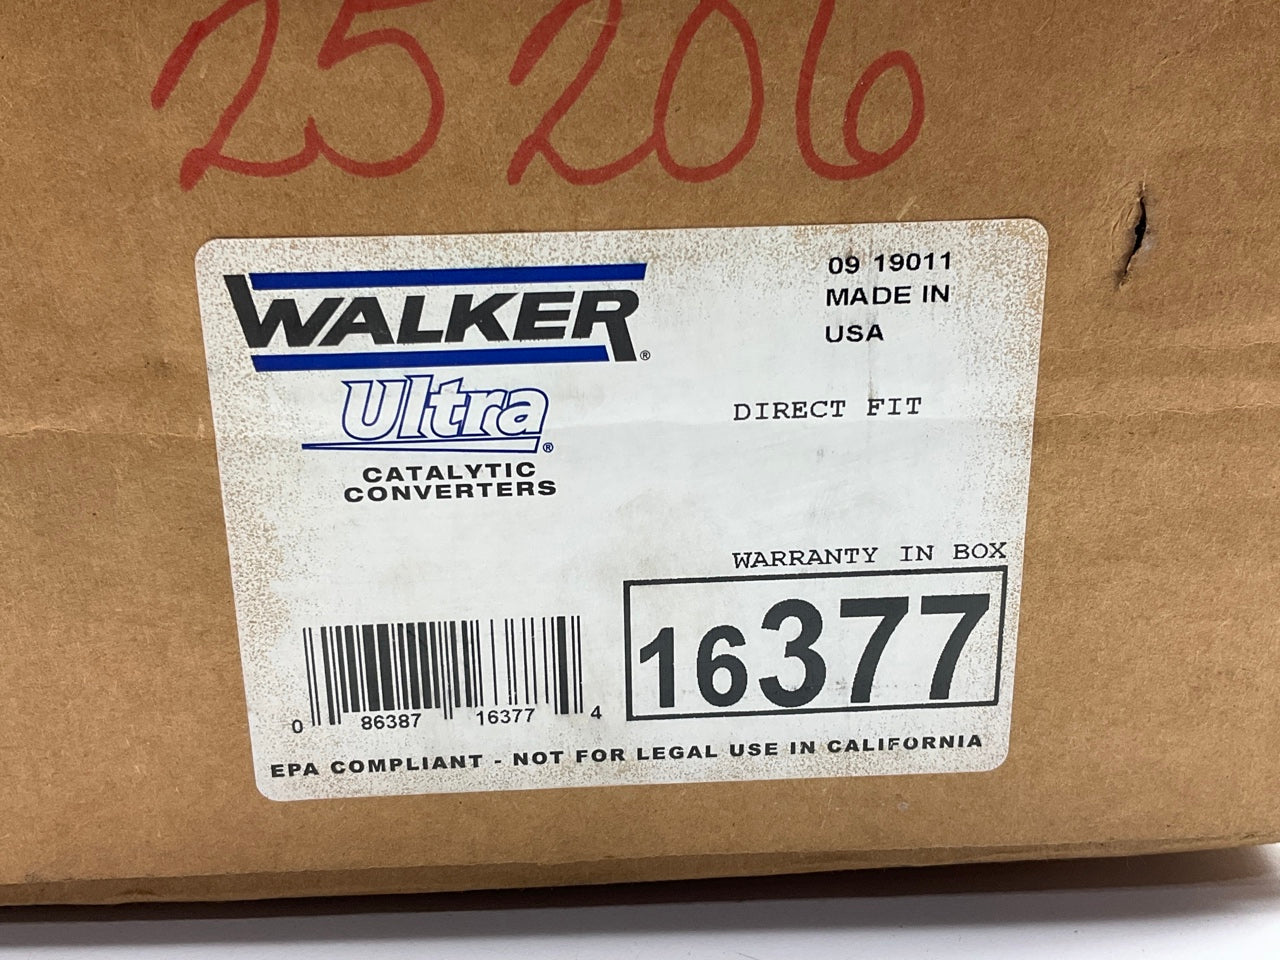 25206
WALKER®
Ultra®
CATALYTIC
CONVERTERS
09 19011
MADE IN
USA
DIRECT FIT
WARRANTY IN BOX
16377
0 86387 16377 4
EPA COMPLIANT - NOT FOR LEGAL USE IN CALIFORNIA